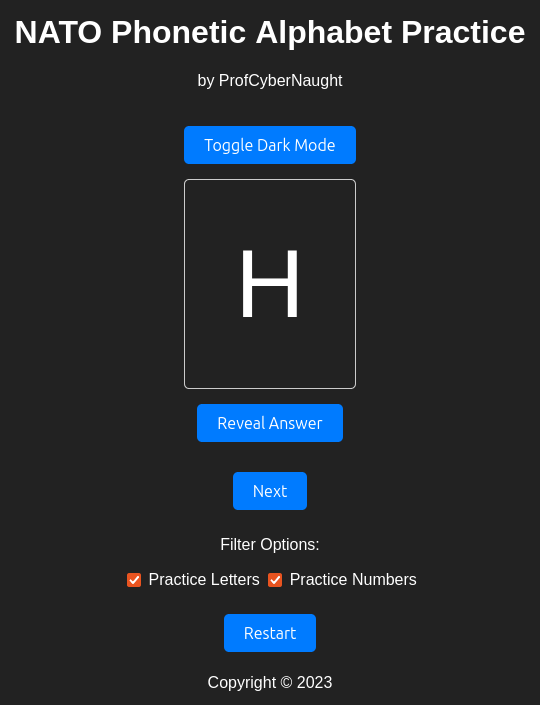 NATO Phonetic Alphabet Practice
by ProfCyberNaught
Toggle Dark Mode
H
Reveal Answer
Next
Filter Options:
Practice Letters Practice Numbers
Restart
Copyright © 2023